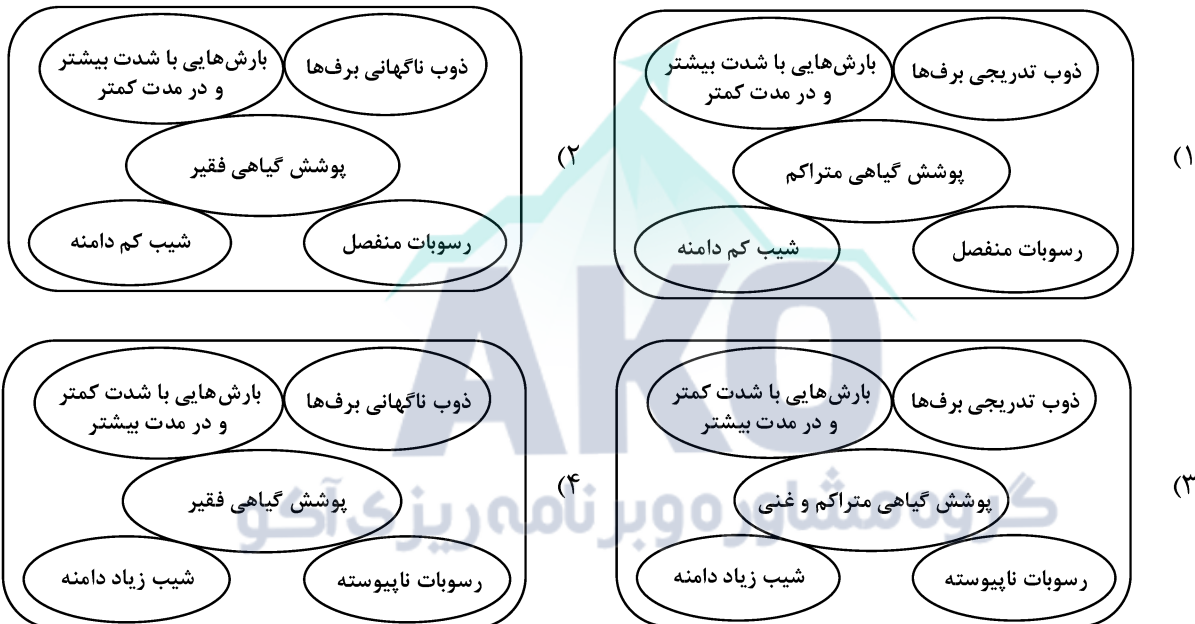 ۱)
ذوب تدریجی برف‌ها
بارش‌هایی با شدت بیشتر
و در مدت کمتر
پوشش گیاهی متراکم
رسوبات منفصل
شیب کم دامنه
۲)
ذوب ناگهانی برف‌ها
بارش‌هایی با شدت بیشتر
و در مدت کمتر
پوشش گیاهی فقیر
رسوبات منفصل
شیب کم دامنه
۳)
ذوب تدریجی برف‌ها
بارش‌هایی با شدت کمتر
و در مدت بیشتر
پوشش گیاهی متراکم و غنی
رسوبات ناپیوسته
شیب زیاد دامنه
۴)
ذوب ناگهانی برف‌ها
بارش‌هایی با شدت کمتر
و در مدت بیشتر
پوشش گیاهی فقیر
رسوبات ناپیوسته
شیب زیاد دامنه
AKO
گروه مشاوره و برنامه ریزی آکو